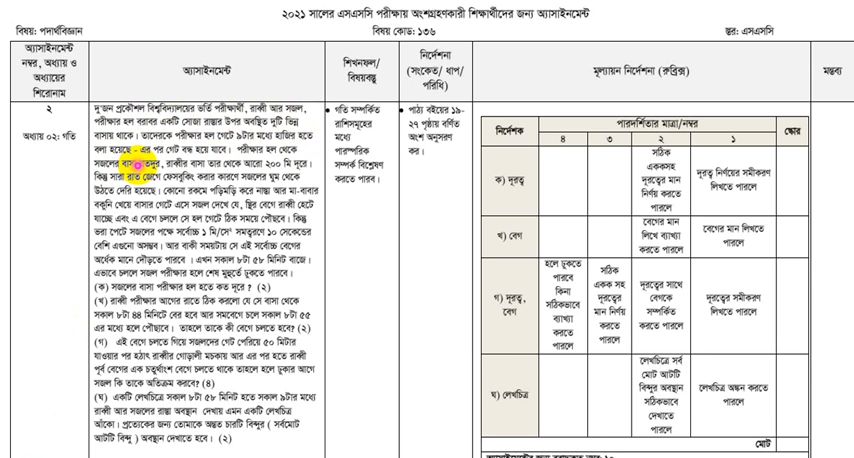 ২০২১ সালের এসএসসি পরীক্ষায় অংশগ্রহণকারী শিক্ষার্থীদের জন্য অ্যাসাইনমেন্ট
বিষয়: পদার্থবিজ্ঞান বিষয় কোড: ১৩৬ স্তর: এসএসসি
অ্যাসাইনমেন্ট
নম্বর, অধ্যায় ও
অধ্যায়ের
শিরোনাম
অ্যাসাইনমেন্ট
শিখনফল/
বিষয়বস্তু
নির্দেশনা
(সংকেত/ ধাপ/
পরিধি)
মূল্যায়ন নির্দেশনা (রুব্রিক্স)
মন্তব্য
২
অধ্যায় ০২: গতি
দু'জন প্রকৌশল বিশ্ববিদ্যালয়ের ভর্তি পরীক্ষার্থী, রাব্বী আর সজল,
পরীক্ষার হল বরাবর একটি সোজা রাস্তার উপর অবস্থিত দুটি ভিন্ন
বাসায় থাকে। তাদেরকে পরীক্ষার হল গেটে ৯টার মধ্যে হাজির হতে
বলা হয়েছে - এর পর গেট বন্ধ হয়ে যাবে। পরীক্ষার হল থেকে
সজলের রাব্বীর বাসা তার থেকে আরো ২০০ মি দূরে।
কিন্তু সারা রাত জেগে ফেসবুকিং করার কারণে সজলের ঘুম থেকে
উঠতে দেরি হয়েছে। কোনো রকমে পড়িমড়ি করে নাস্তা আর মা-বাবার
বকুনি খেয়ে বাসার গেটে এসে সজল দেখে যে, স্থির বেগে রাব্বী হেটে
যাচ্ছে এবং এ বেগে চললে সে হল গেটে ঠিক সময়ে পৌছবে। কিন্তু
ভরা পেটে সজলের পক্ষে সর্বোচ্চ ১ মি/সে² সমত্বরণে ১০ সেকেন্ডের
বেশি এগুনো অসম্ভব। আর বাকী সময়টায় সে এই সর্বোচ্চ বেগের
অর্ধেক মানে দৌড়তে পারবে । এখন সকাল ৮টা ৫৮ মিনিট বাজে।
এভাবে চললে সজল পরীক্ষার হলে শেষ মুহুর্তে ঢুকতে পারবে।
(ক) সজলের বাসা পরীক্ষার হল হতে কত দূরে ? (২)
(খ) রাব্বী পরীক্ষার আগের রাতে ঠিক করলো যে সে বাসা থেকে
সকাল ৮টা ৪৪ মিনিটে বের হবে আর সমবেগে চলে সকাল ৮টা ৫৫
এর মধ্যে হলে পৌছাবে। তাহলে তাকে কী বেগে চলতে হবে? (২)
(গ) এই বেগে চলতে গিয়ে সজলদের গেট পেরিয়ে ৫০ মিটার
যাওয়ার পর হঠাৎ রাব্বীর গোড়ালী মচকায় আর এর পর হতে রাব্বী
পূর্ব বেগের এক চতুর্থাংশ বেগে চলতে থাকে তাহলে হলে ঢুকার আগে
সজল কি তাকে অতিক্রম করবে? (৪)
(ঘ) একটি লেখচিত্রে সকাল ৮টা ৫৮ মিনিট হতে সকাল ৯টার মধ্যে
রাব্বী আর সজলের রাস্তা অবস্থান দেখায় এমন একটি লেখচিত্র
আঁকো। প্রত্যেকের জন্য তোমাকে অন্তত চারটি বিন্দুর ( সর্বমোট
আটটি বিন্দু ) অবস্থান দেখাতে হবে। (২)
• গতি সম্পর্কিত
রাশিসমূহের
মধ্যে
পারস্পরিক
সম্পর্ক বিশ্লেষণ
করতে পারব।
• পাঠ্য বইয়ের ১৯-
২৭ পৃষ্ঠায় বর্ণিত
অংশ অনুসরণ
কর।
নির্দেশক
পারদর্শিতার মাত্রা/নম্বর
স্কোর
৪ ৩ ২ ১
ক) দূরত্ব
সঠিক
এককসহ
দূরত্বের মান
নির্ণয় করতে
পারলে
দূরত্ব নির্ণয়ের সমীকরণ
লিখতে পারলে
খ) বেগ
বেগের মান
লিখে ব্যাখ্যা
করতে পারলে
বেগের মান লিখতে
পারলে
গ) দূরত্ব,
বেগ
হলে ঢুকতে
পারবে
কিনা
সঠিকভাবে
ব্যাখ্যা
করতে
পারলে
সঠিক
একক সহ
দূরত্বের
মান নির্ণয়
করতে
পারলে
দূরত্বের সাথে
বেগকে
সম্পর্কিত
করতে পারলে
দূরত্বের সমীকরণ
লিখতে পারলে
ঘ) লেখচিত্র
লেখচিত্রে সর্ব
মোট আটটি
বিন্দুর অবস্থান
সঠিকভাবে
দেখাতে
পারলে
লেখচিত্র অঙ্কন করতে
পারলে
মোট